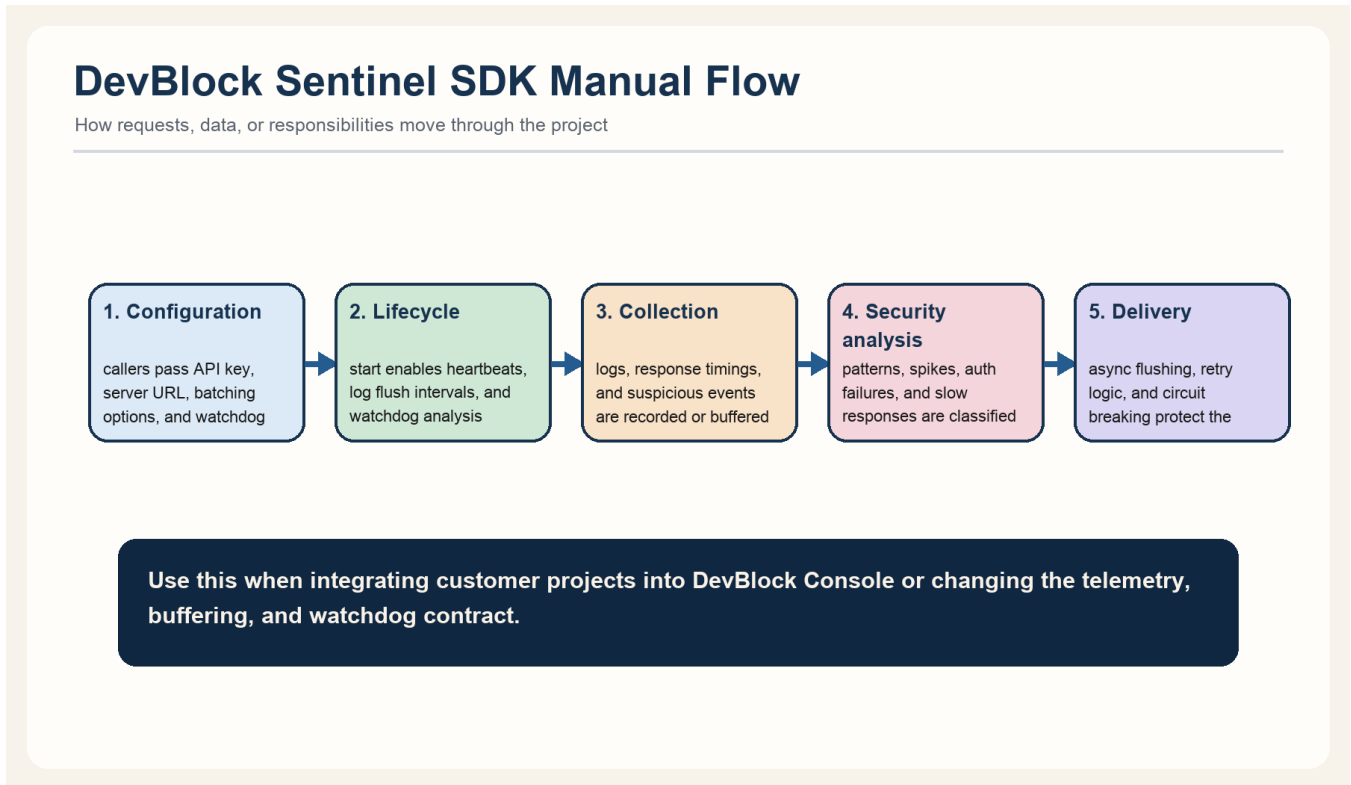 DevBlock Sentinel SDK Manual Flow
How requests, data, or responsibilities move through the project
1. Configuration
callers pass API key,
server URL, batching
options, and watchdog
2. Lifecycle
start enables heartbeats,
log flush intervals, and
watchdog analysis
3. Collection
logs, response timings,
and suspicious events
are recorded or buffered
4. Security
analysis
patterns, spikes, auth
failures, and slow
responses are classified
5. Delivery
async flushing, retry
logic, and circuit
breaking protect the
Use this when integrating customer projects into DevBlock Console or changing the telemetry,
buffering, and watchdog contract.